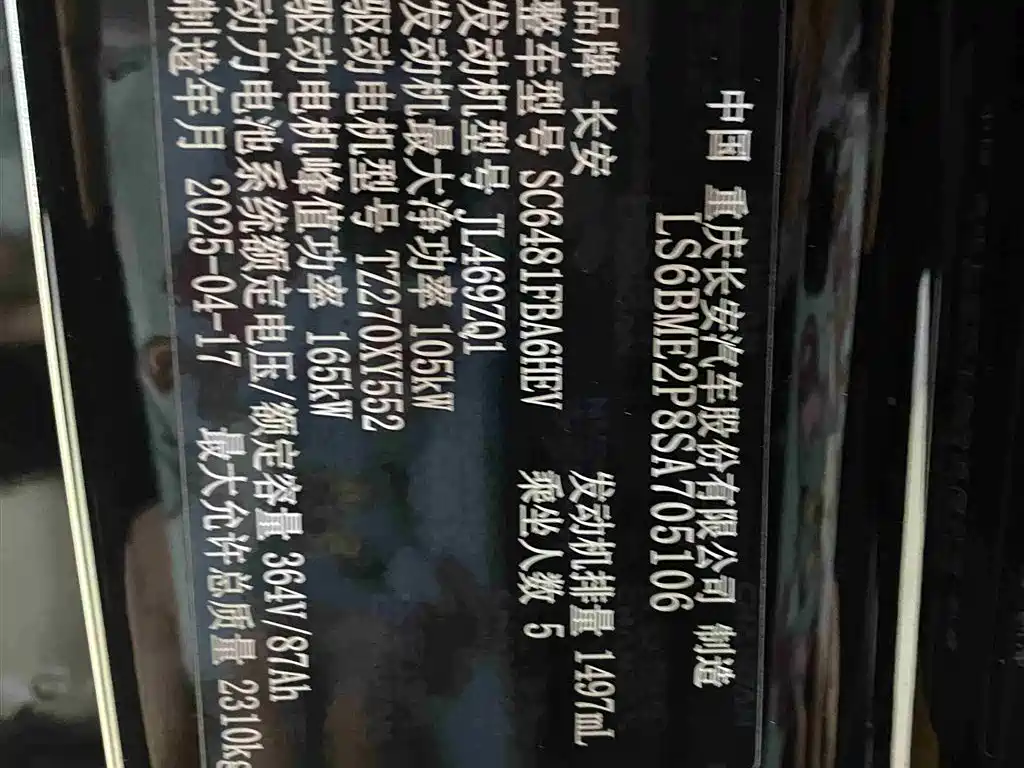 中国 重庆长安汽车股份有限公司 制造
LS6BME2P8SA705106
品牌 长安 发动机排量 1497mL
整车型号 SC6481FBA6HEV 乘坐人数 5
发动机型号 JL469ZQ1
发动机最大净功率 105kW
驱动电机型号 TZ270XY552
驱动电机峰值功率 165kW
动力电池系统额定电压/额定容量 364V/87Ah
制造年月 2025-04-17 最大允许总质量 2310kg